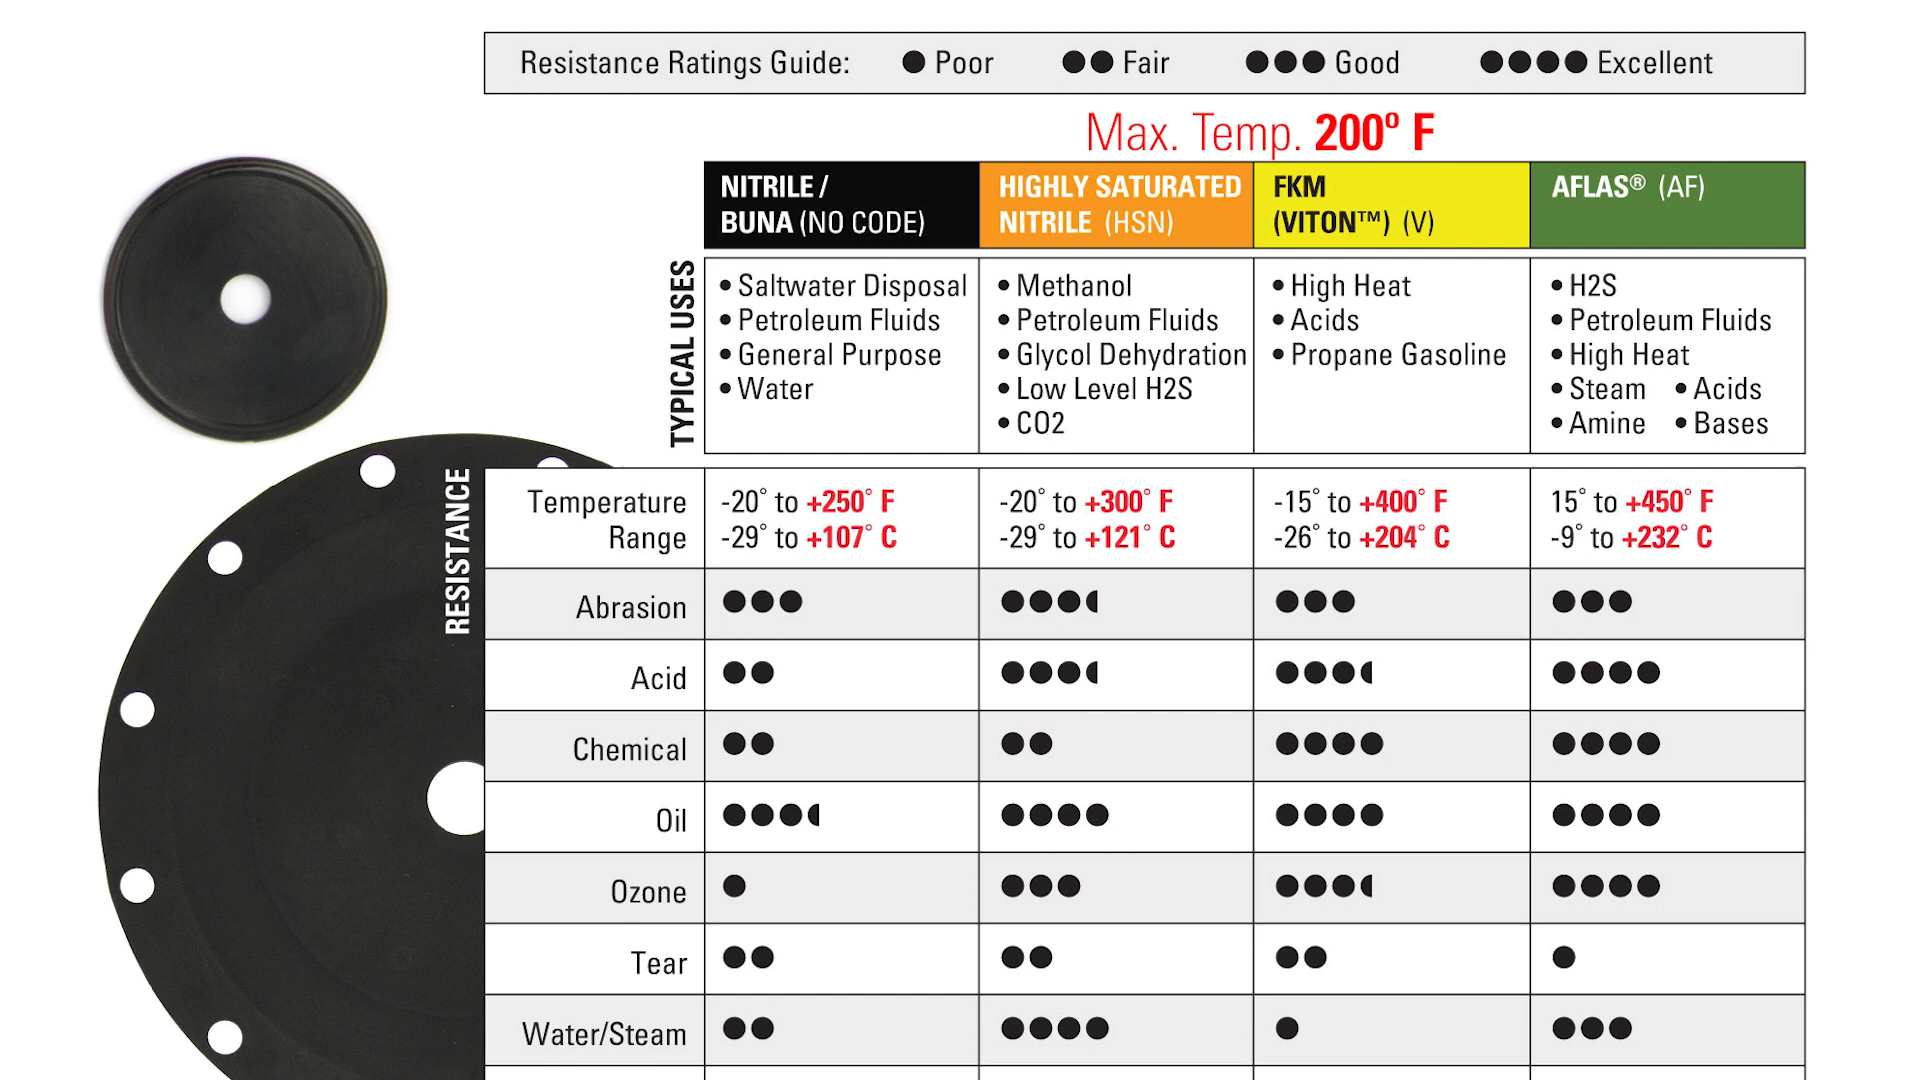 Resistance Ratings Guide: ● Poor ●● Fair ●●● Good ●●●● Excellent
Max. Temp. 200º F
NITRILE /
BUNA (NO CODE)
HIGHLY SATURATED
NITRILE (HSN)
FKM
(VITON™) (V)
AFLAS® (AF)
TYPICAL USES
• Saltwater Disposal
• Petroleum Fluids
• General Purpose
• Water
• Methanol
• Petroleum Fluids
• Glycol Dehydration
• Low Level H2S
• CO2
• High Heat
• Acids
• Propane Gasoline
• H2S
• Petroleum Fluids
• High Heat
• Steam • Acids
• Amine • Bases
RESISTANCE
Temperature
Range
-20° to +250° F
-29° to +107° C
-20° to +300° F
-29° to +121° C
-15° to +400° F
-26° to +204° C
15° to +450° F
-9° to +232° C
Abrasion
Acid
Chemical
Oil
Ozone
Tear
Water/Steam